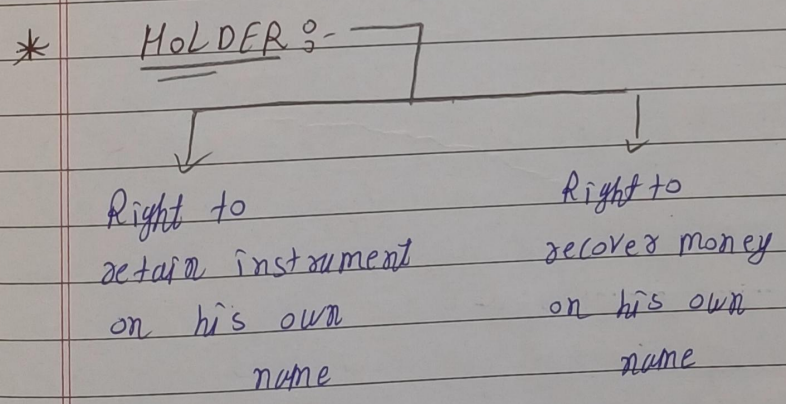 * HOLDER :-
Right to
retain instrument
on his own
name
Right to
recover money
on his own
name